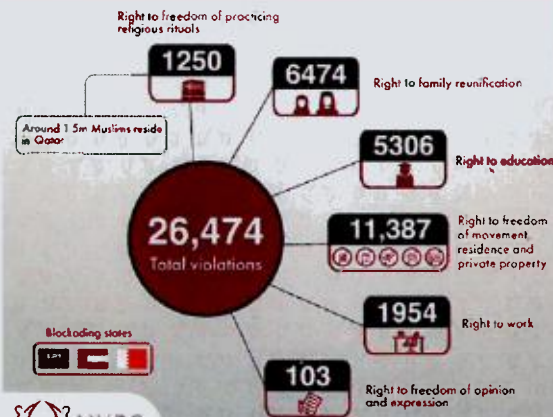 Right to freedom of practicing
religious rituals
1250
6474
Right to family reunification
Around 1.5m Muslims reside
in Qatar
5306
Right to education
26,474
Total violations
11,387
Right to freedom
of movement,
residence and
private property
1954
Right to work
Blockading states
103
Right to freedom of opinion
and expression